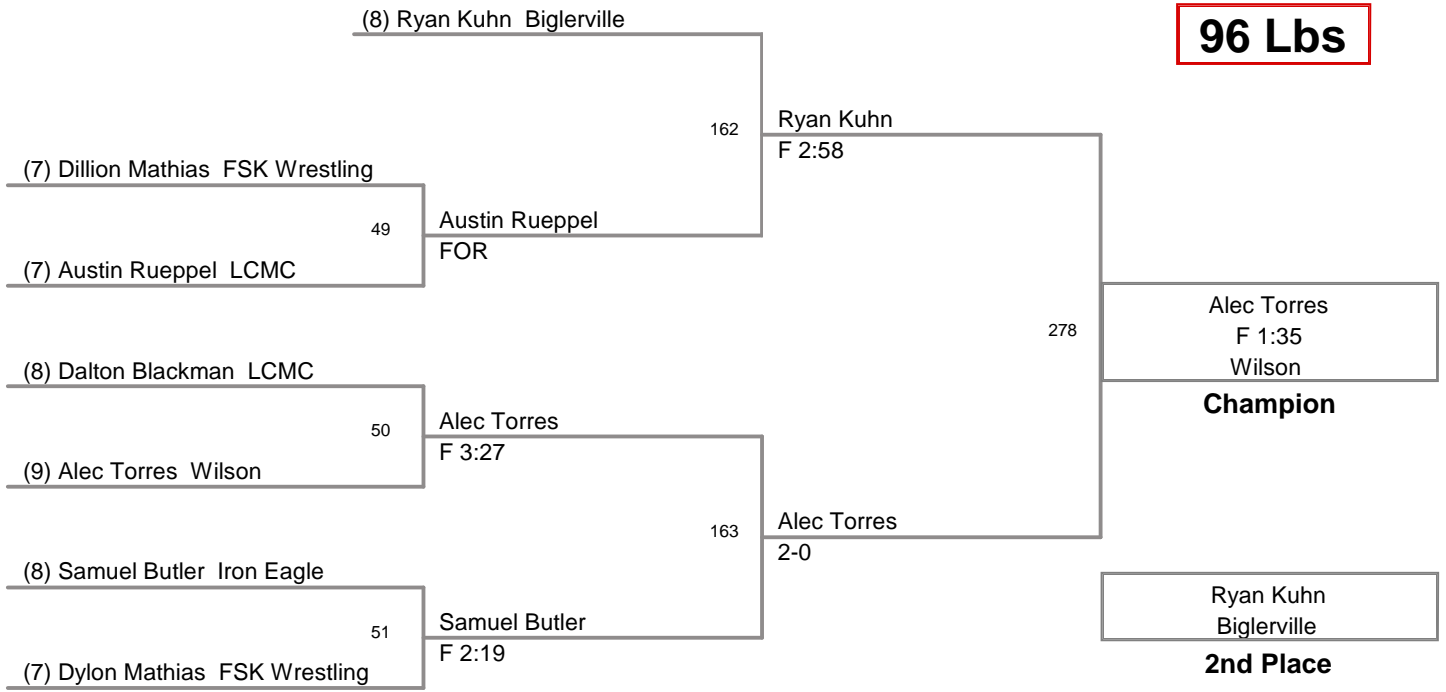 (8) Ryan Kuhn Biglerville
96 Lbs
162
Ryan Kuhn
F 2:58
(7) Dillion Mathias FSK Wrestling
49
Austin Rueppel
FOR
(7) Austin Rueppel LCMC
278
Alec Torres
F 1:35
Wilson
Champion
(8) Dalton Blackman LCMC
50
Alec Torres
F 3:27
(9) Alec Torres Wilson
163
Alec Torres
2-0
(8) Samuel Butler Iron Eagle
51
Samuel Butler
F 2:19
(7) Dylon Mathias FSK Wrestling
Ryan Kuhn
Biglerville
2nd Place